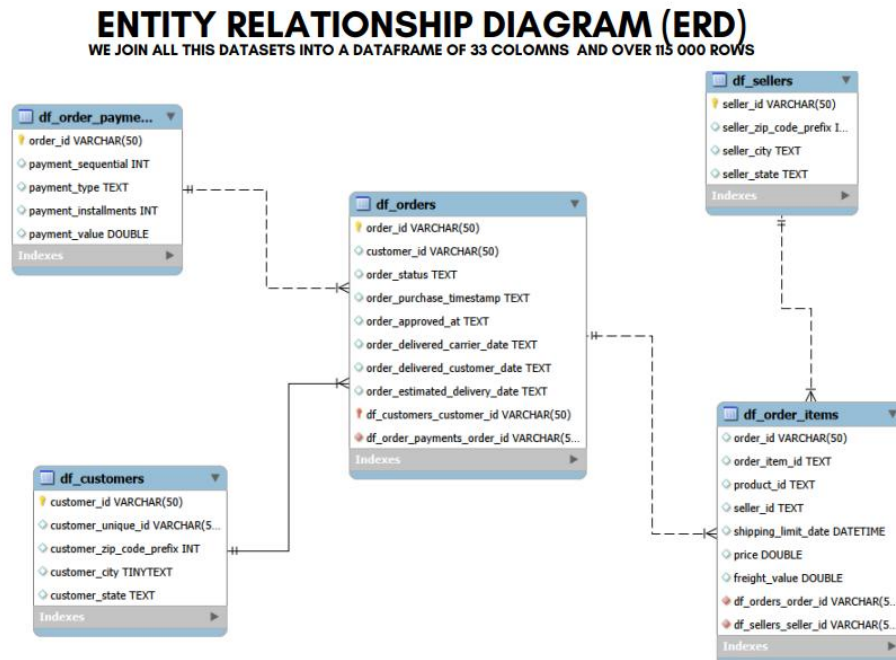 ENTITY RELATIONSHIP DIAGRAM (ERD)
WE JOIN ALL THIS DATASETS INTO A DATAFRAME OF 33 COLOMNS AND OVER 115 000 ROWS
df_order_payme...
order_id VARCHAR(50)
payment_sequential INT
payment_type TEXT
payment_installments INT
payment_value DOUBLE
Indexes
df_customers
customer_id VARCHAR(50)
customer_unique_id VARCHAR(5...
customer_zip_code_prefix INT
customer_city TINYTEXT
customer_state TEXT
Indexes
df_orders
order_id VARCHAR(50)
customer_id VARCHAR(50)
order_status TEXT
order_purchase_timestamp TEXT
order_approved_at TEXT
order_delivered_carrier_date TEXT
order_delivered_customer_date TEXT
order_estimated_delivery_date TEXT
df_customers_customer_id VARCHAR(50)
df_order_payments_order_id VARCHAR(5...
Indexes
df_sellers
seller_id VARCHAR(50)
seller_zip_code_prefix I...
seller_city TEXT
seller_state TEXT
Indexes
df_order_items
order_id VARCHAR(50)
order_item_id TEXT
product_id TEXT
seller_id TEXT
shipping_limit_date DATETIME
price DOUBLE
freight_value DOUBLE
df_orders_order_id VARCHAR(5...
df_sellers_seller_id VARCHAR(5...
Indexes